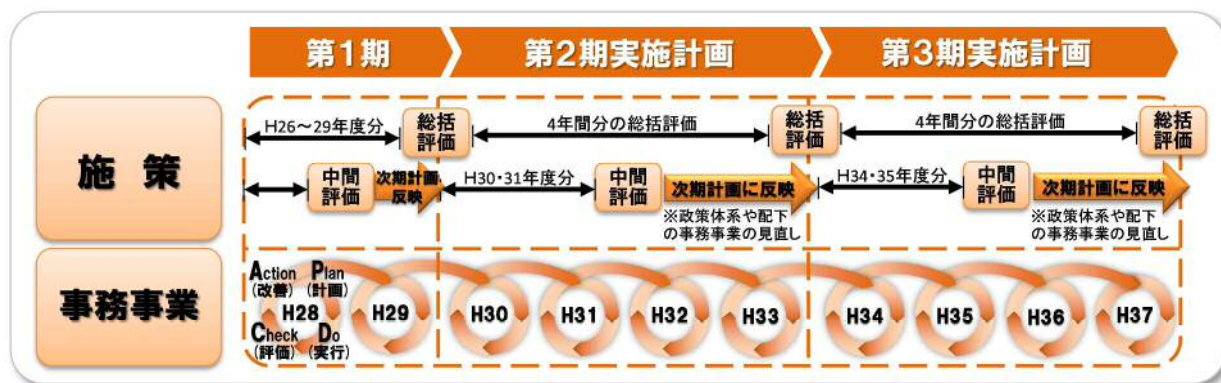 第1期
第2期実施計画
第3期実施計画
施 策
H26～29年度分
総括
評価
4年間分の総括評価
総括
評価
4年間分の総括評価
総括
評価
中間
評価
次期計画
反映
H30・31年度分
中間
評価
次期計画に反映
※政策体系や配下
の事務事業の見直し
H34・35年度分
中間
評価
次期計画に反映
※政策体系や配下
の事務事業の見直し
事務事業
Action Plan
(改善) (計画)
H28
Check Do
(評価) (実行)
H29
H30
H31
H32
H33
H34
H35
H36
H37